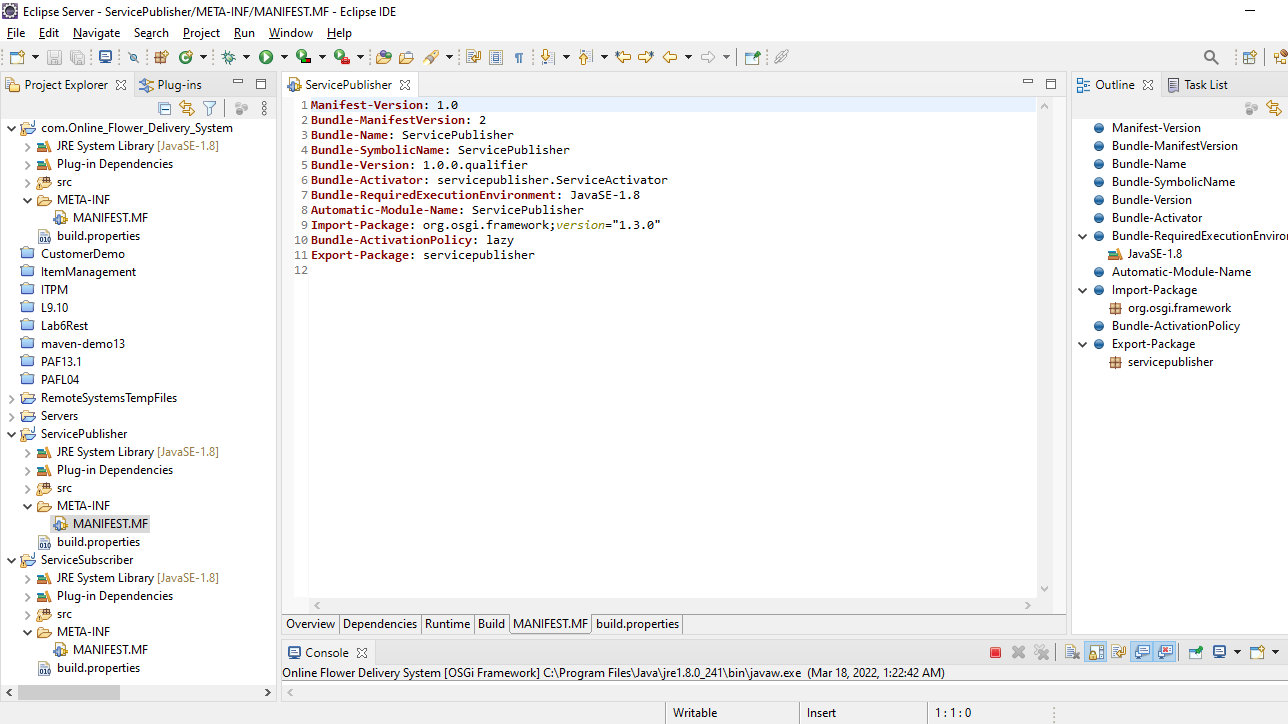 Eclipse Server - ServicePublisher/META-INF/MANIFEST.MF - Eclipse IDE
File Edit Navigate Search Project Run Window Help
Project Explorer
Plug-ins
com.Online_Flower_Delivery_System
JRE System Library [JavaSE-1.8]
Plug-in Dependencies
src
META-INF
MANIFEST.MF
build.properties
CustomerDemo
ItemManagement
ITPM
L9.10
Lab6Rest
maven-demo13
PAF13.1
PAFL04
RemoteSystemsTempFiles
Servers
ServicePublisher
JRE System Library [JavaSE-1.8]
Plug-in Dependencies
src
META-INF
MANIFEST.MF
build.properties
ServiceSubscriber
JRE System Library [JavaSE-1.8]
Plug-in Dependencies
src
META-INF
MANIFEST.MF
build.properties
ServicePublisher
1 Manifest-Version: 1.0
2 Bundle-ManifestVersion: 2
3 Bundle-Name: ServicePublisher
4 Bundle-SymbolicName: ServicePublisher
5 Bundle-Version: 1.0.0.qualifier
6 Bundle-Activator: servicepublisher.ServiceActivator
7 Bundle-RequiredExecutionEnvironment: JavaSE-1.8
8 Automatic-Module-Name: ServicePublisher
9 Import-Package: org.osgi.framework;version="1.3.0"
10 Bundle-ActivationPolicy: lazy
11 Export-Package: servicepublisher
12
Overview Dependencies Runtime Build MANIFEST.MF build.properties
Console
Online Flower Delivery System [OSGi Framework] C:\Program Files\Java\jre1.8.0_241\bin\javaw.exe (Mar 18, 2022, 1:22:42 AM)
Outline
Task List
Manifest-Version
Bundle-ManifestVersion
Bundle-Name
Bundle-SymbolicName
Bundle-Version
Bundle-Activator
Bundle-RequiredExecutionEnviror
JavaSE-1.8
Automatic-Module-Name
Import-Package
org.osgi.framework
Bundle-ActivationPolicy
Export-Package
servicepublisher
Writable
Insert
1 : 1 : 0